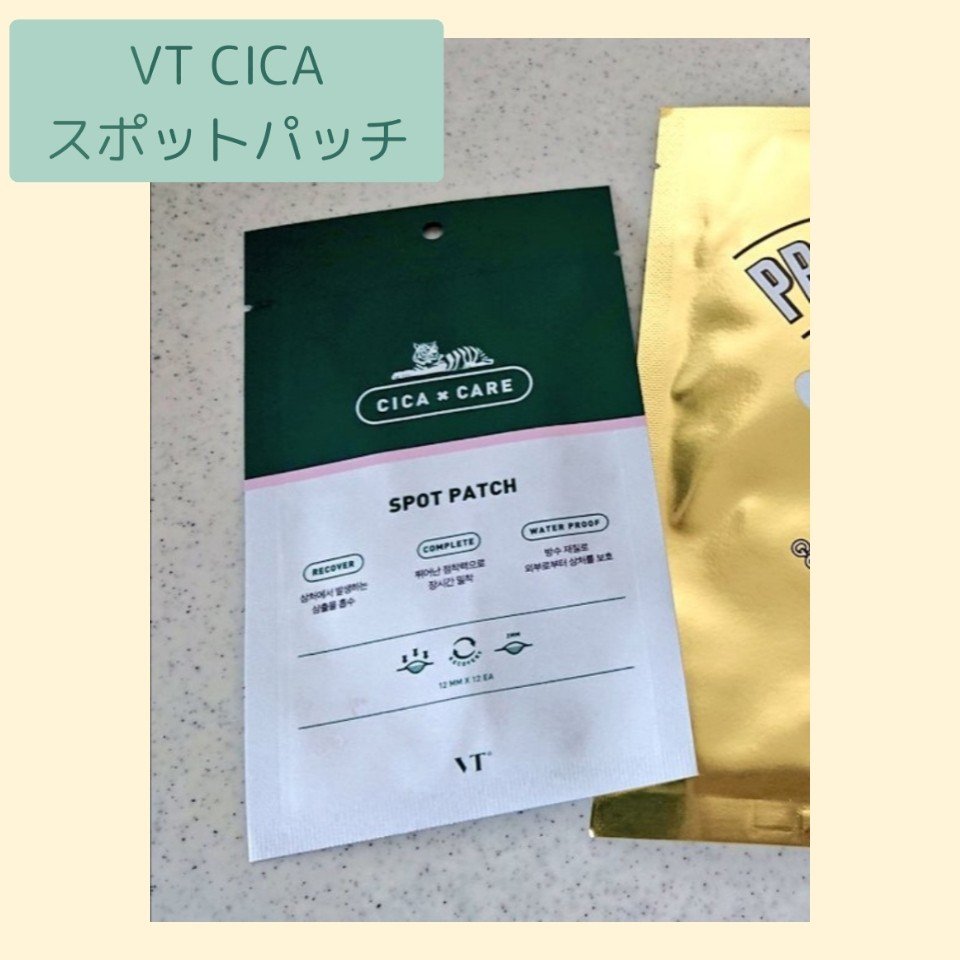 VT CICA
スポットパッチ
CICA × CARE
SPOT PATCH
RECOVER
상처에서 발생하는
삼출물 흡수
COMPLETE
뛰어난 점착력으로
장시간 밀착
WATER PROOF
방수 재질로
외부로부터 상처를 보호
RECOVERY
2MM
12 MM X 12 EA
VT